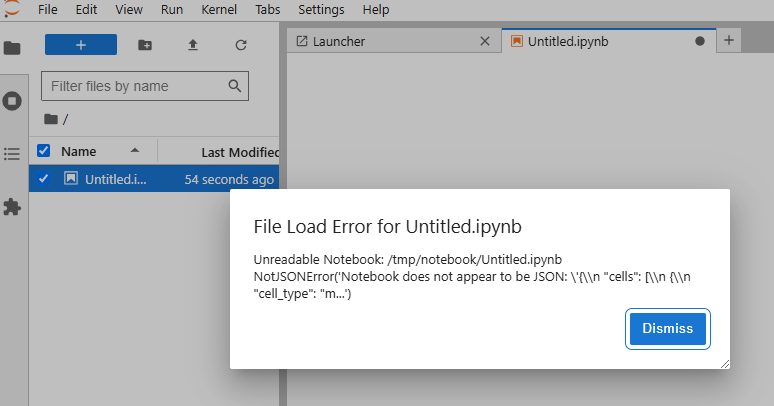 File Edit View Run Kernel Tabs Settings Help
+
Launcher
Untitled.ipynb
+
Filter files by name
/
Name Last Modified
Untitled.i... 54 seconds ago
File Load Error for Untitled.ipynb
Unreadable Notebook: /tmp/notebook/Untitled.ipynb
NotJSONError('Notebook does not appear to be JSON: \'{\\n "cells": [\\n {\\n
"cell_type": "m...')
Dismiss